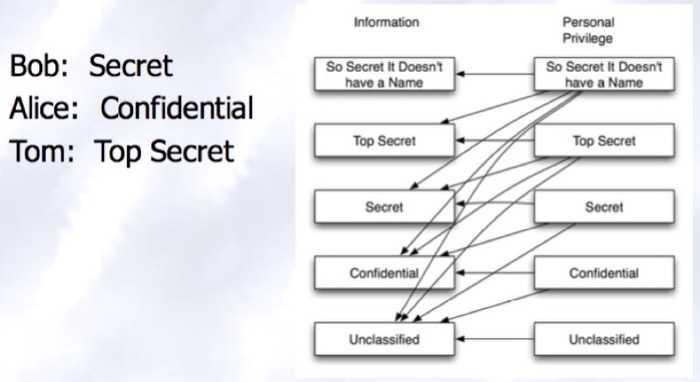 Bob: Secret
Alice: Confidential
Tom: Top Secret
Information
Personal
Privilege
So Secret It Doesn't
have a Name
So Secret It Doesn't
have a Name
Top Secret
Top Secret
Secret
Secret
Confidential
Confidential
Unclassified
Unclassified